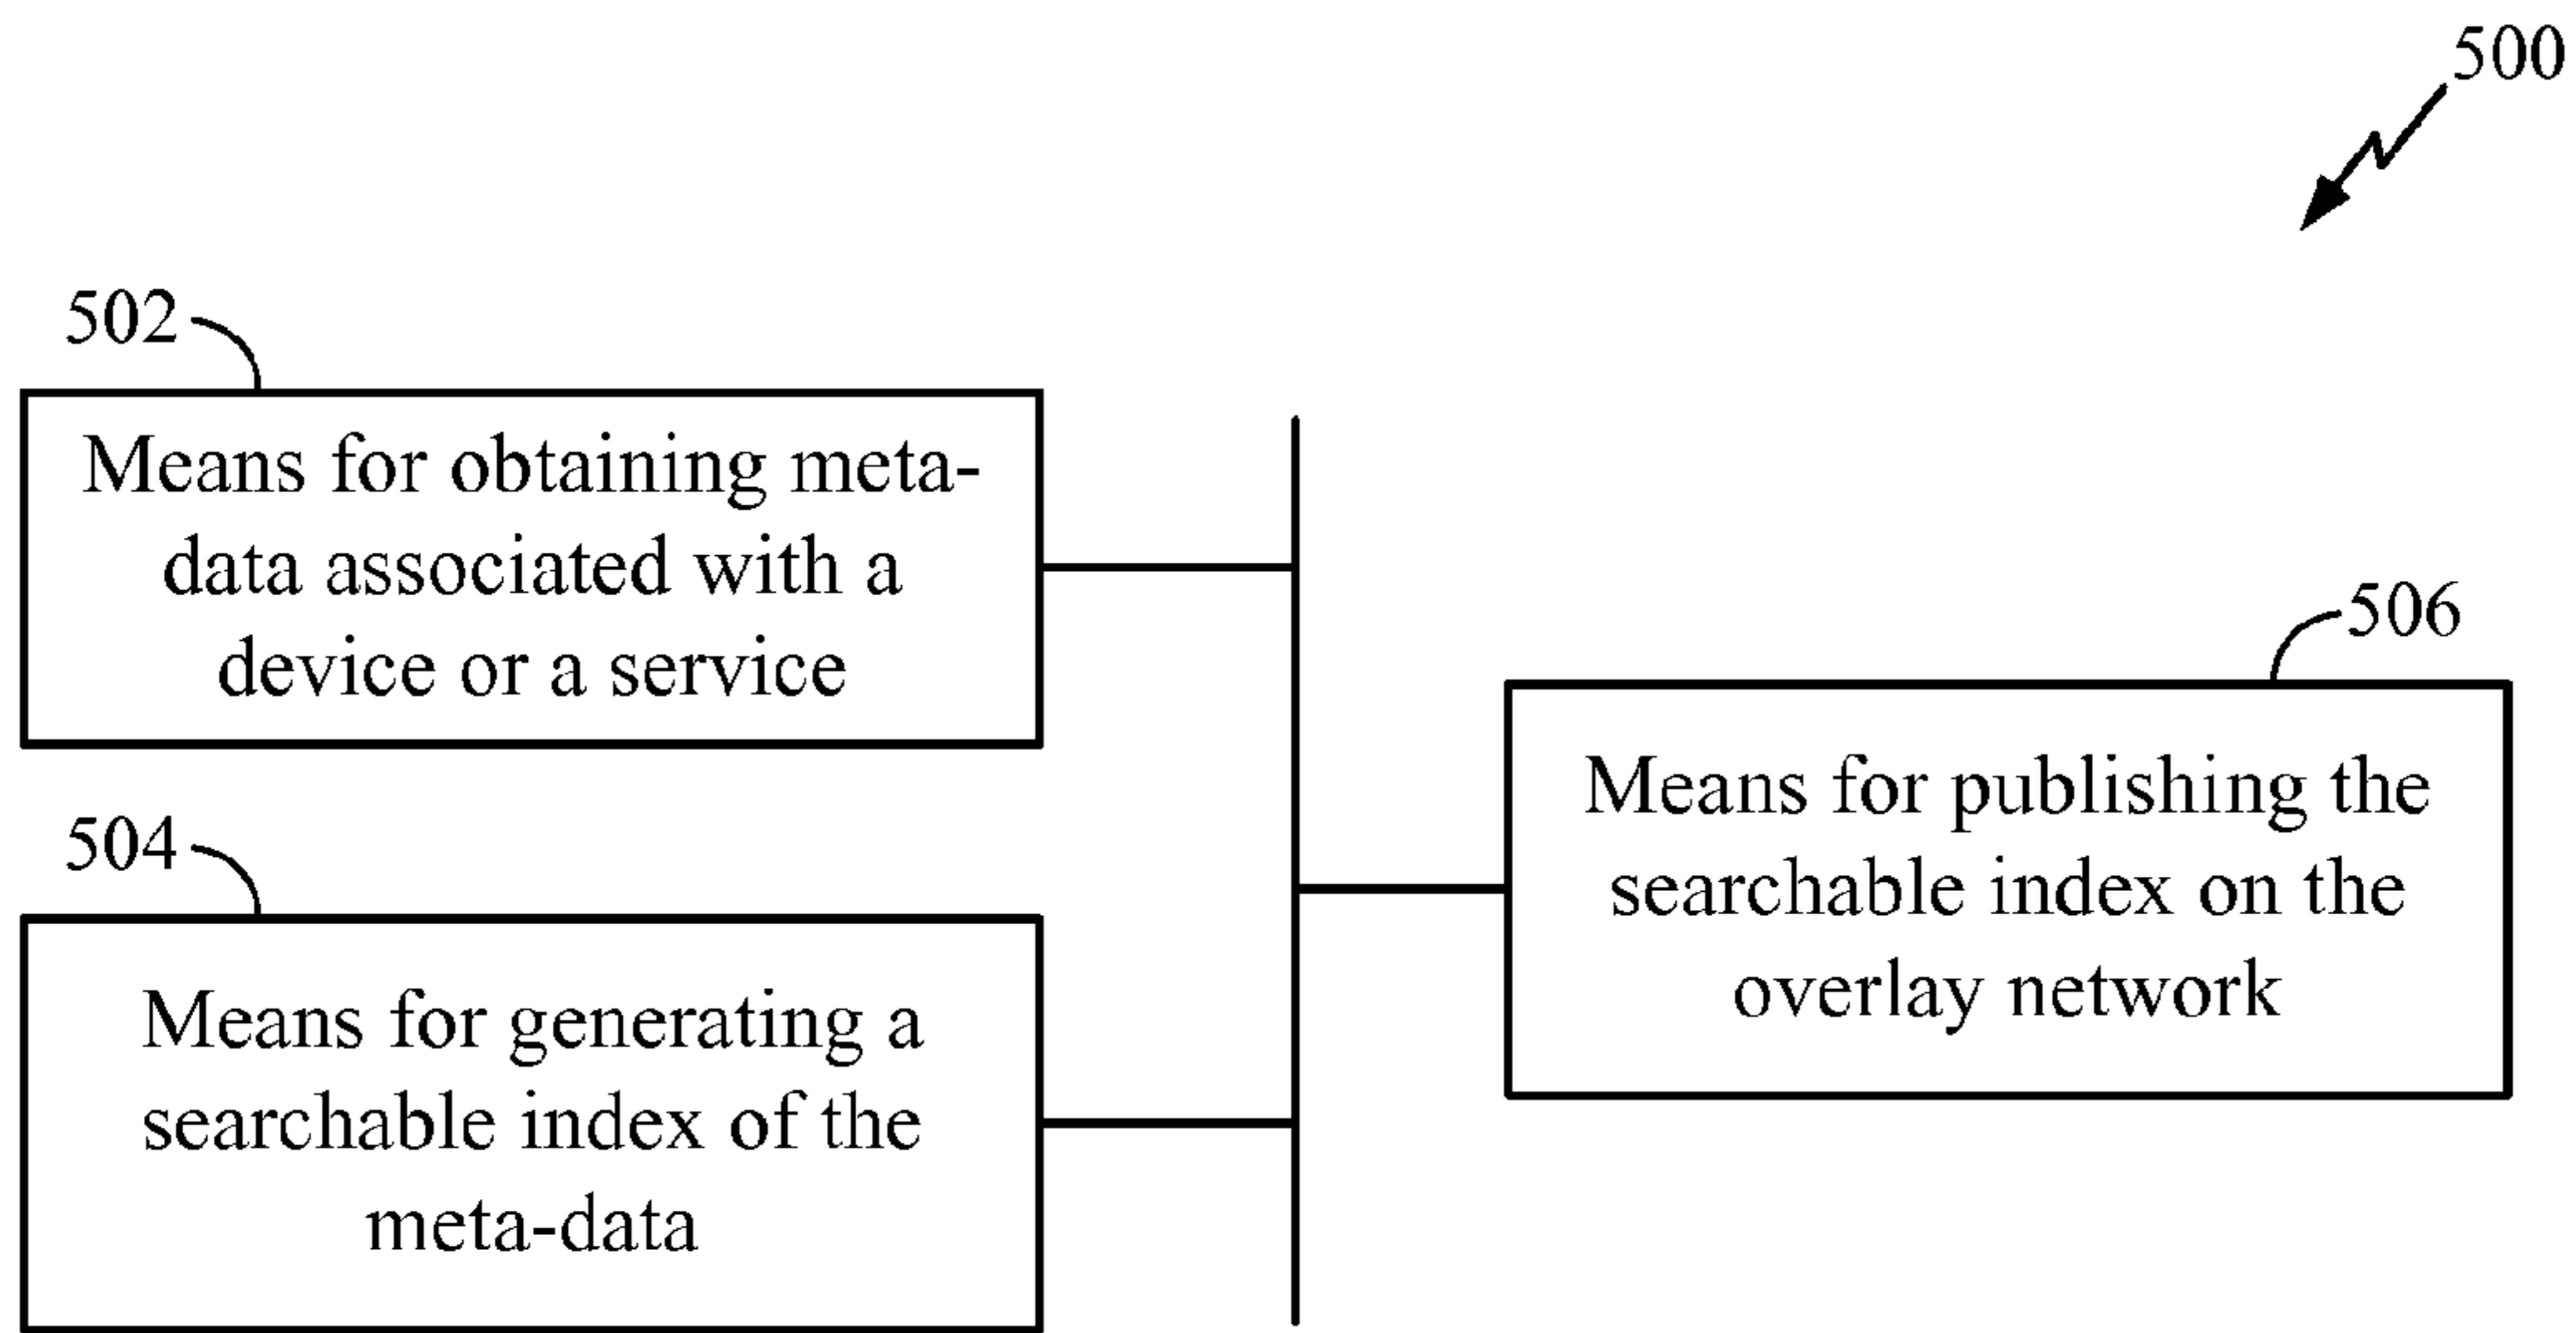 500
502
Means for obtaining meta-
data associated with a
device or a service
504
Means for generating a
searchable index of the
meta-data
506
Means for publishing the
searchable index on the
overlay network